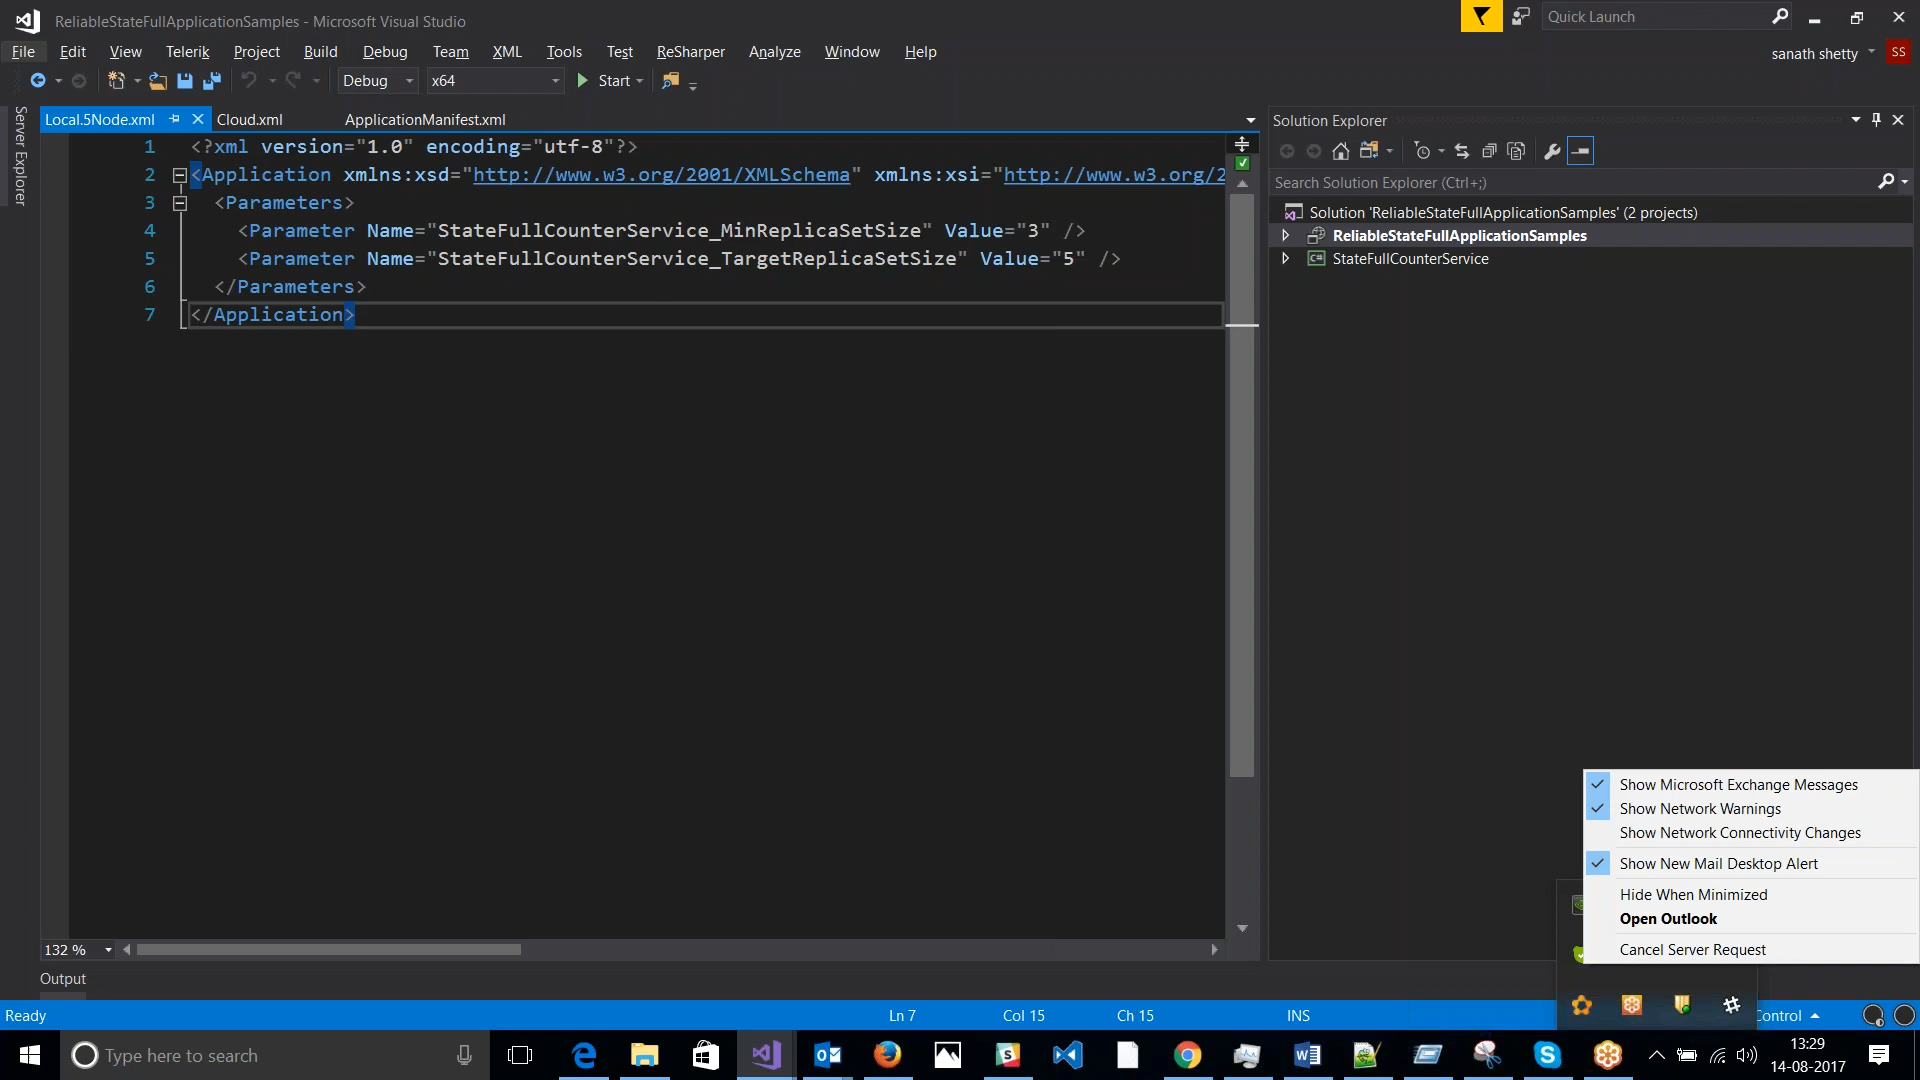 ReliableStateFullApplicationSamples - Microsoft Visual Studio
Quick Launch
File Edit View Telerik Project Build Debug Team XML Tools Test ReSharper Analyze Window Help
sanath shetty SS
Debug x64 Start
Server Explorer
Local.5Node.xml Cloud.xml ApplicationManifest.xml
Solution Explorer
Search Solution Explorer (Ctrl+;)
Solution 'ReliableStateFullApplicationSamples' (2 projects)
ReliableStateFullApplicationSamples
StateFullCounterService
1 <?xml version="1.0" encoding="utf-8"?>
2 <Application xmlns:xsd="http://www.w3.org/2001/XMLSchema" xmlns:xsi="http://www.w3.org/2
3 <Parameters>
4 <Parameter Name="StateFullCounterService_MinReplicaSetSize" Value="3" />
5 <Parameter Name="StateFullCounterService_TargetReplicaSetSize" Value="5" />
6 </Parameters>
7 </Application>
Show Microsoft Exchange Messages
Show Network Warnings
Show Network Connectivity Changes
Show New Mail Desktop Alert
Hide When Minimized
Open Outlook
Cancel Server Request
132 %
Output
Ready Ln 7 Col 15 Ch 15 INS Control
Type here to search
13:29
14-08-2017